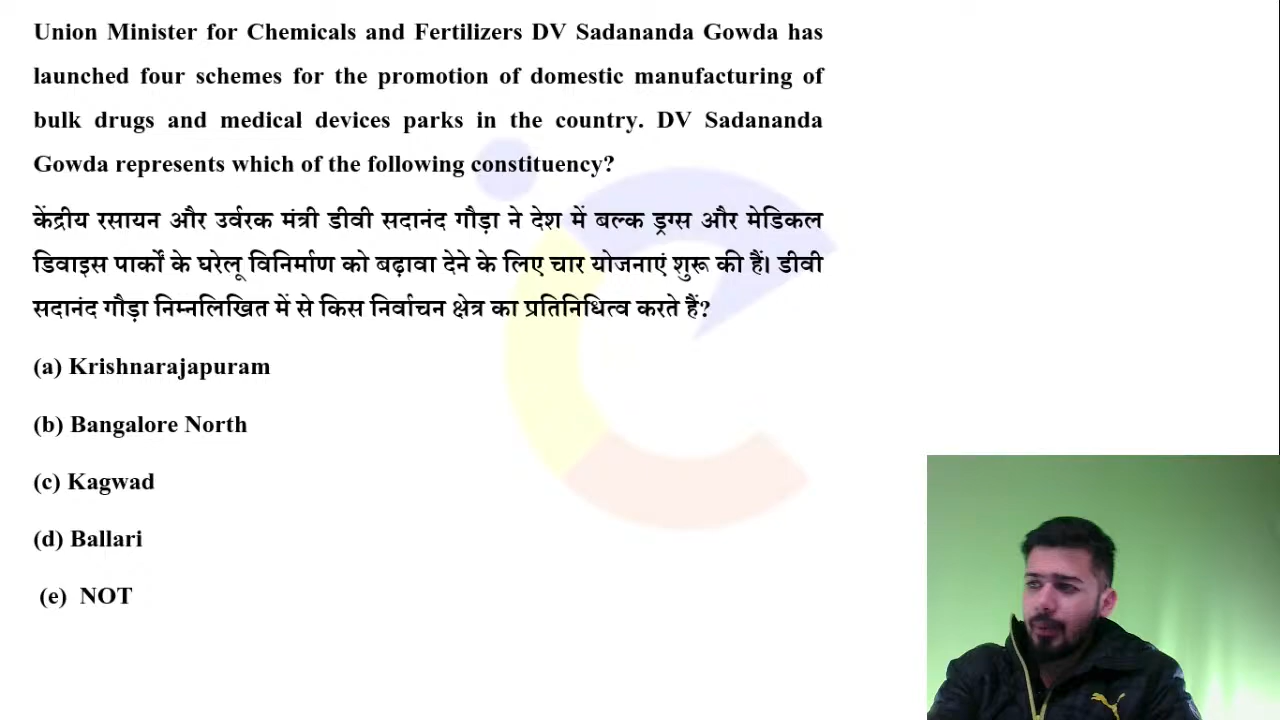 Union Minister for Chemicals and Fertilizers DV Sadananda Gowda has
launched four schemes for the promotion of domestic manufacturing of
bulk drugs and medical devices parks in the country. DV Sadananda
Gowda represents which of the following constituency?
केंद्रीय रसायन और उर्वरक मंत्री डीवी सदानंद गौड़ा ने देश में बल्क ड्रग्स और मेडिकल
डिवाइस पार्कों के घरेलू विनिर्माण को बढ़ावा देने के लिए चार योजनाएं शुरू की हैं। डीवी
सदानंद गौड़ा निम्नलिखित में से किस निर्वाचन क्षेत्र का प्रतिनिधित्व करते हैं?
(a) Krishnarajapuram
(b) Bangalore North
(c) Kagwad
(d) Ballari
(e) NOT